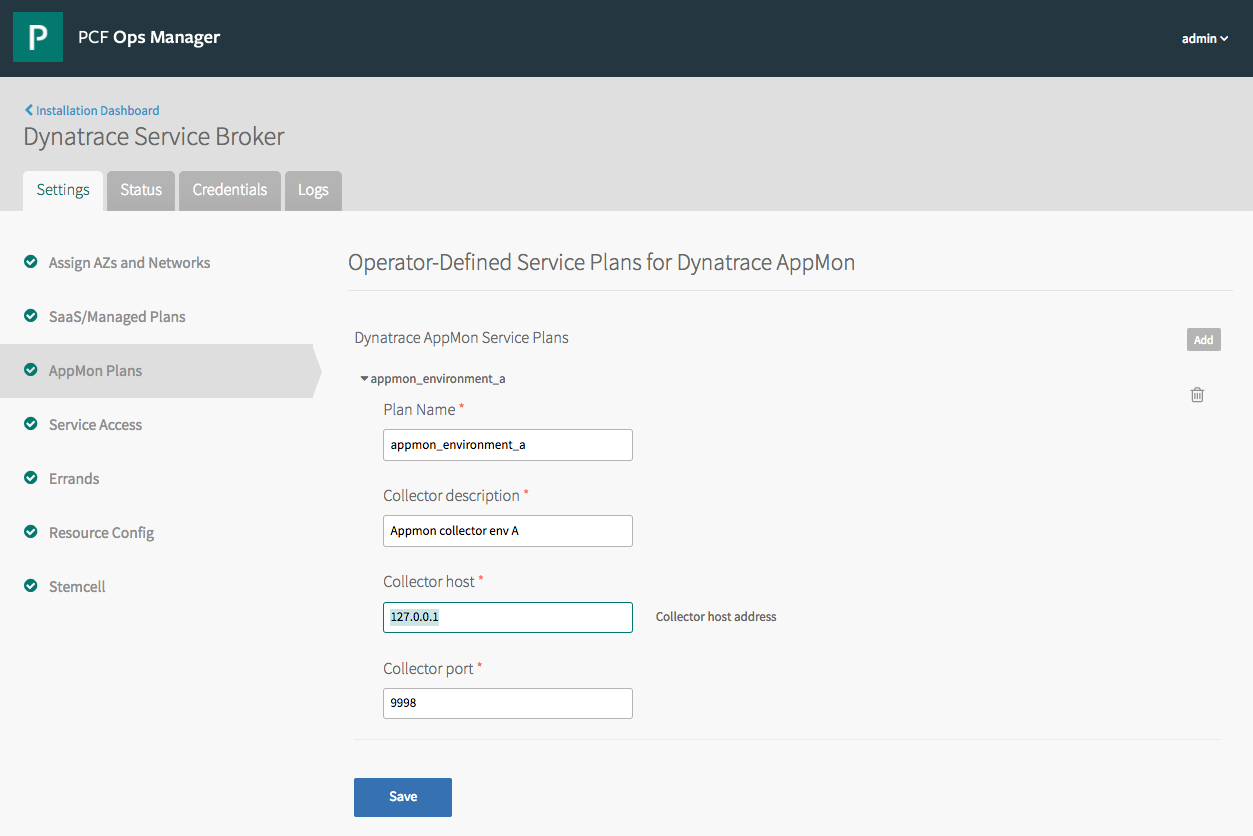 P
PCF Ops Manager
admin
Installation Dashboard
Dynatrace Service Broker
Settings
Status
Credentials
Logs
Assign AZs and Networks
SaaS/Managed Plans
AppMon Plans
Service Access
Errands
Resource Config
Stemcell
Operator-Defined Service Plans for Dynatrace AppMon
Dynatrace AppMon Service Plans
Add
appmon_environment_a
Plan Name *
appmon_environment_a
Collector description *
Appmon collector env A
Collector host *
127.0.0.1
Collector host address
Collector port *
9998
Save